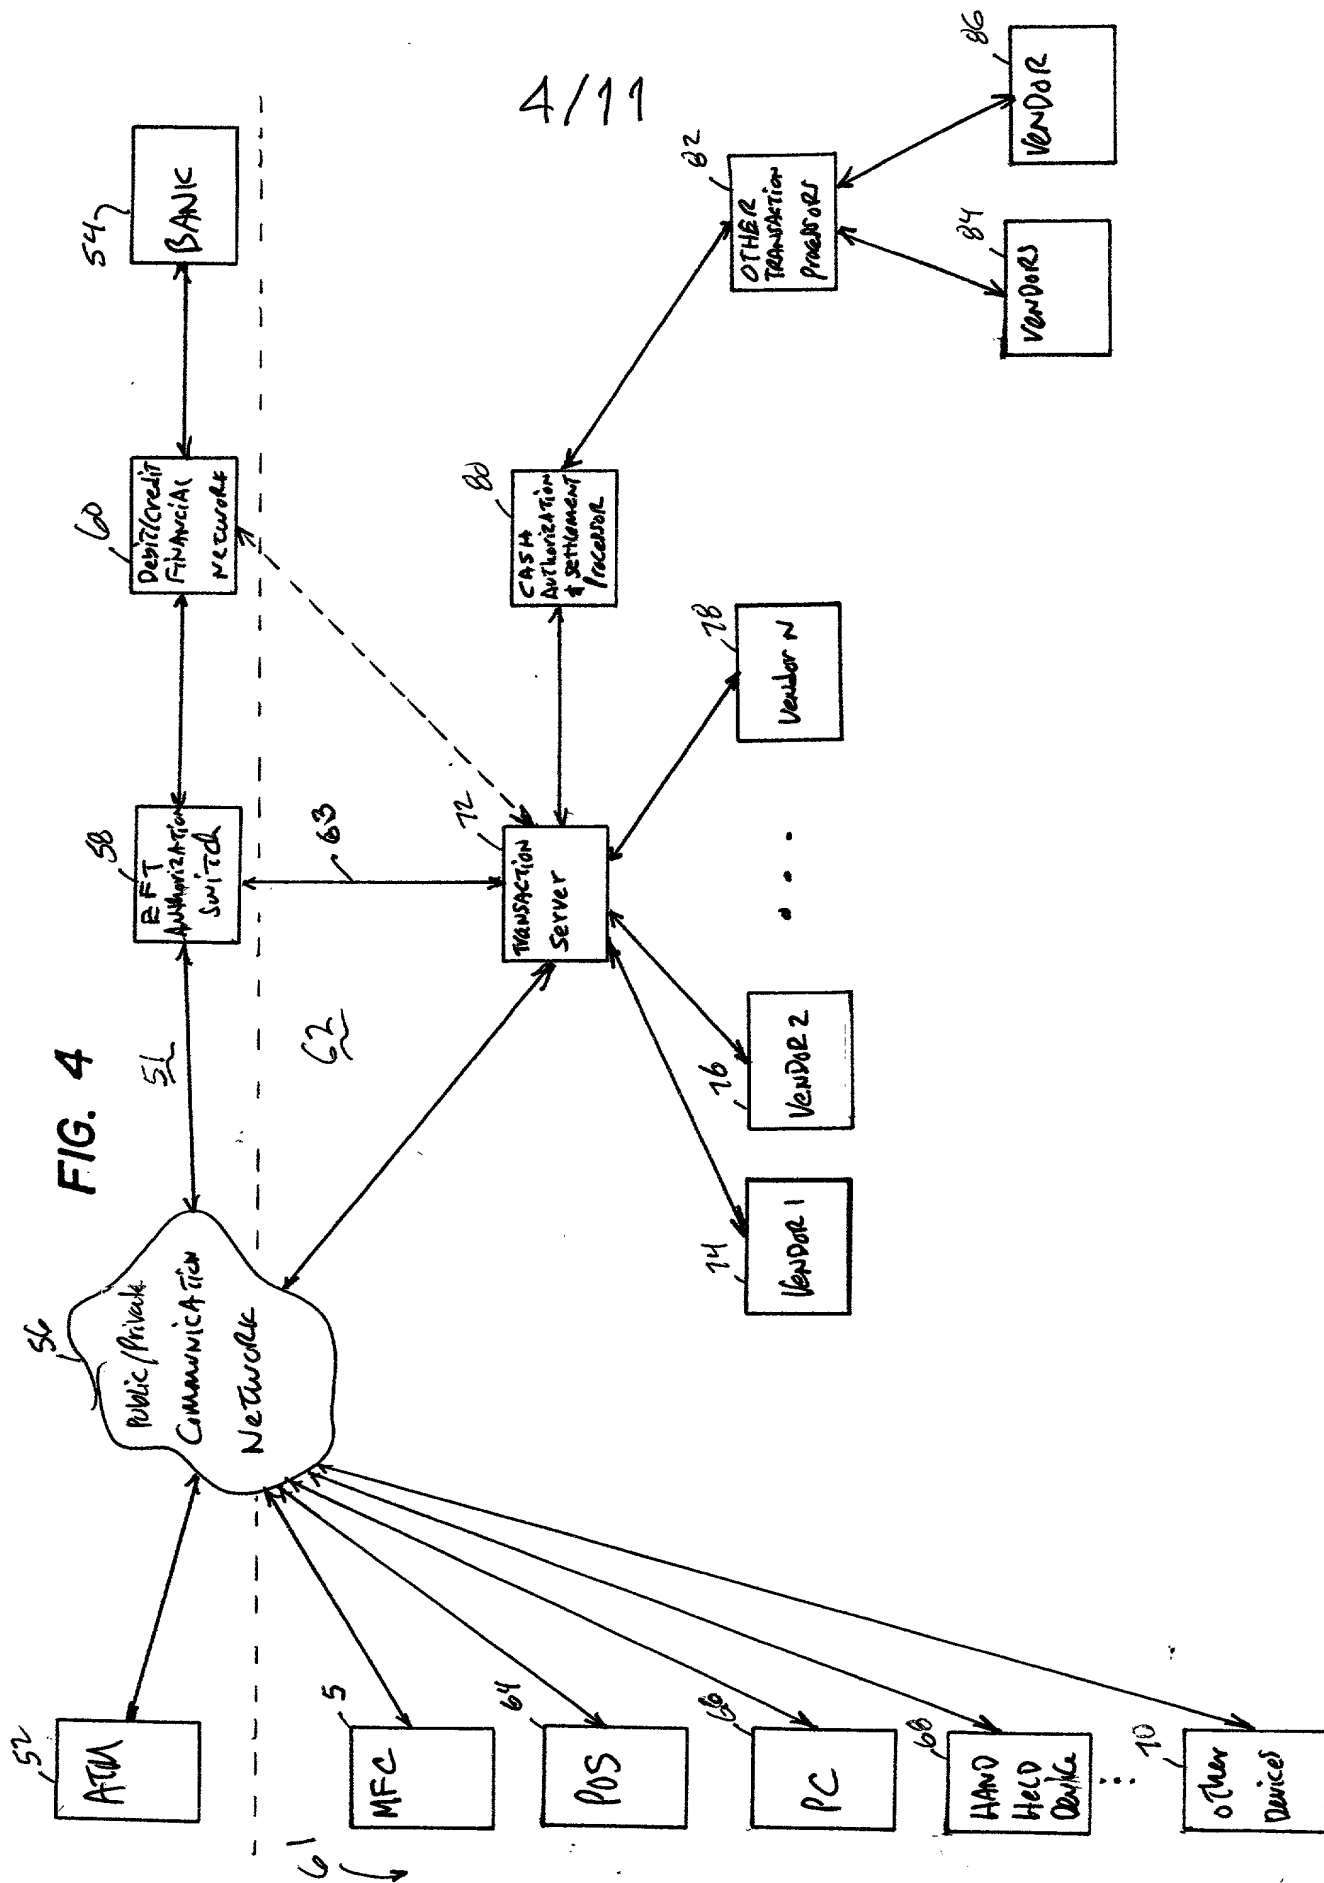 4/11
FIG. 4
52
ATM
56
Public/Private
Communication
Network
51
58
EFT
Authorization
Switch
60
Debit/Credit
Financial
Network
54
BANK
61
62
63
5
MFC
64
POS
66
PC
68
HAND
HELD
Device
70
Other
Devices
72
TRANSACTION
Server
74
VENDOR 1
76
VENDOR 2
78
Vendor N
80
CASH
Authorization
& Settlement
Processor
82
OTHER
TRANSACTION
Processors
84
VENDORS
86
VENDOR